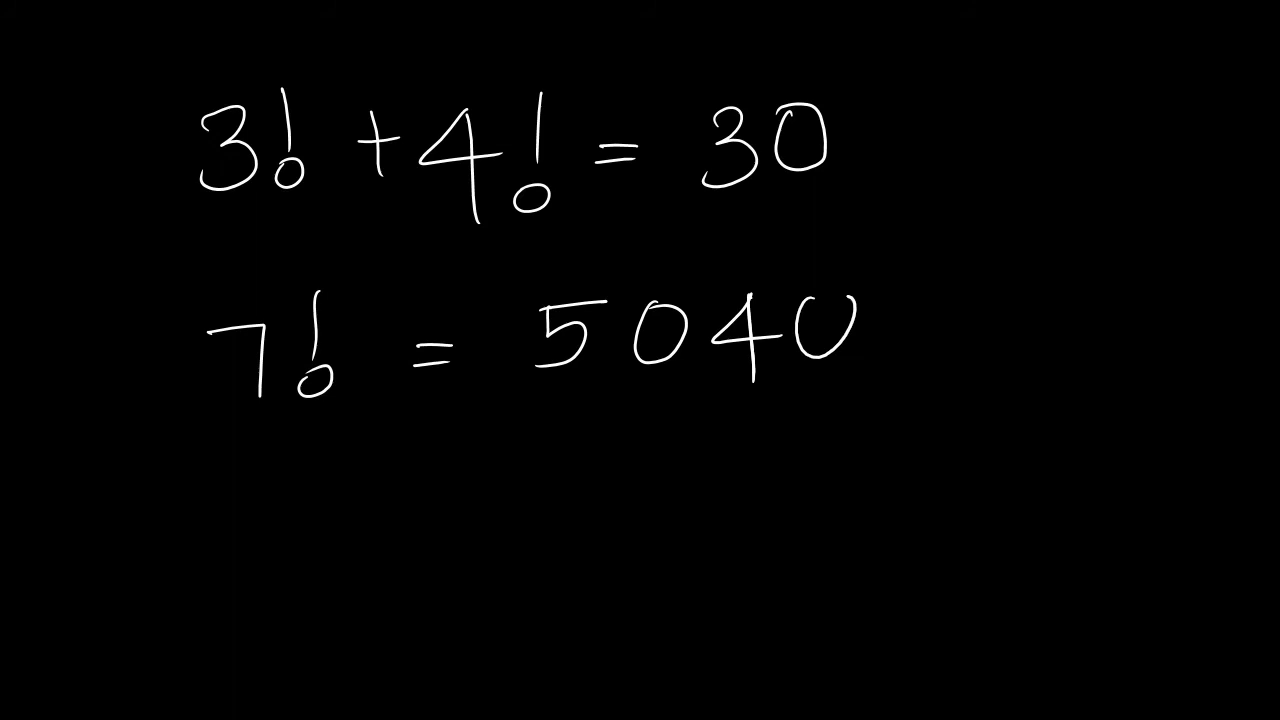 3! + 4! = 30
7! = 5040